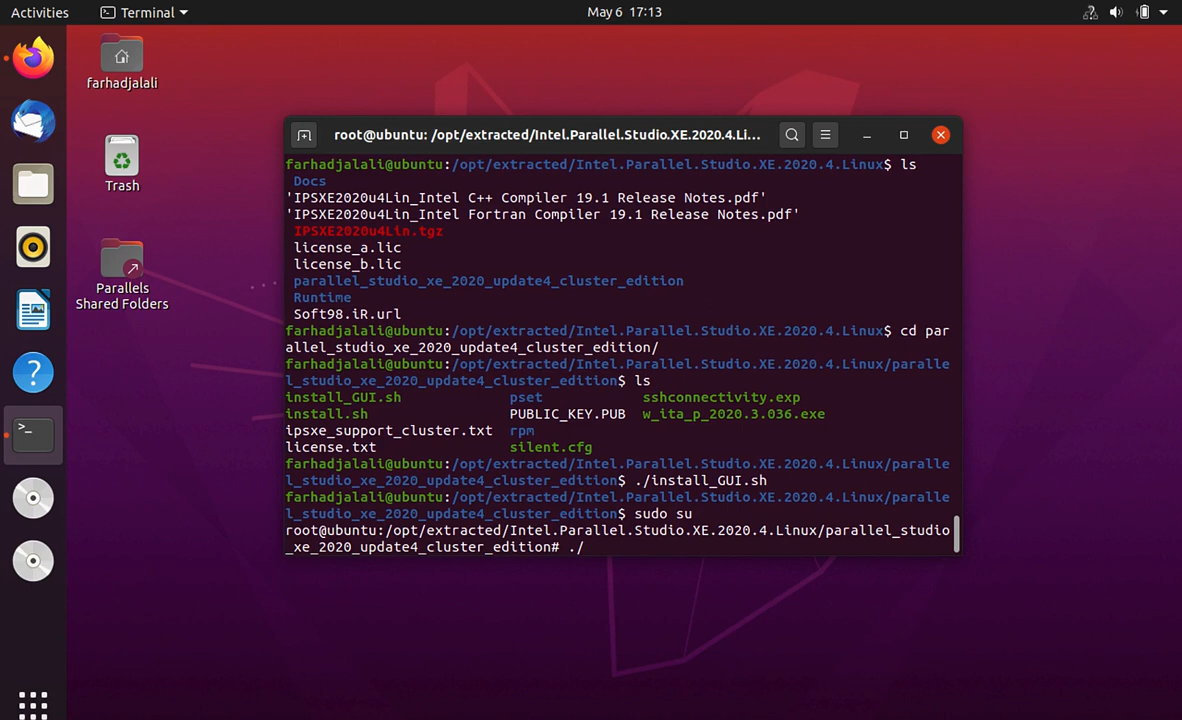 Activities
Terminal
May 6 17:13
farhadjalali
Trash
Parallels
Shared Folders
root@ubuntu: /opt/extracted/Intel.Parallel.Studio.XE.2020.4.Li...
farhadjalali@ubuntu:/opt/extracted/Intel.Parallel.Studio.XE.2020.4.Linux$ ls
Docs
'IPSXE2020u4Lin_Intel C++ Compiler 19.1 Release Notes.pdf'
'IPSXE2020u4Lin_Intel Fortran Compiler 19.1 Release Notes.pdf'
IPSXE2020u4Lin.tgz
license_a.lic
license_b.lic
parallel_studio_xe_2020_update4_cluster_edition
Runtime
Soft98.iR.url
farhadjalali@ubuntu:/opt/extracted/Intel.Parallel.Studio.XE.2020.4.Linux$ cd par
allel_studio_xe_2020_update4_cluster_edition/
farhadjalali@ubuntu:/opt/extracted/Intel.Parallel.Studio.XE.2020.4.Linux/paralle
l_studio_xe_2020_update4_cluster_edition$ ls
install_GUI.sh pset sshconnectivity.exp
install.sh PUBLIC_KEY.PUB w_ita_p_2020.3.036.exe
ipsxe_support_cluster.txt rpm
license.txt silent.cfg
farhadjalali@ubuntu:/opt/extracted/Intel.Parallel.Studio.XE.2020.4.Linux/paralle
l_studio_xe_2020_update4_cluster_edition$ ./install_GUI.sh
farhadjalali@ubuntu:/opt/extracted/Intel.Parallel.Studio.XE.2020.4.Linux/paralle
l_studio_xe_2020_update4_cluster_edition$ sudo su
root@ubuntu:/opt/extracted/Intel.Parallel.Studio.XE.2020.4.Linux/parallel_studio
_xe_2020_update4_cluster_edition# ./